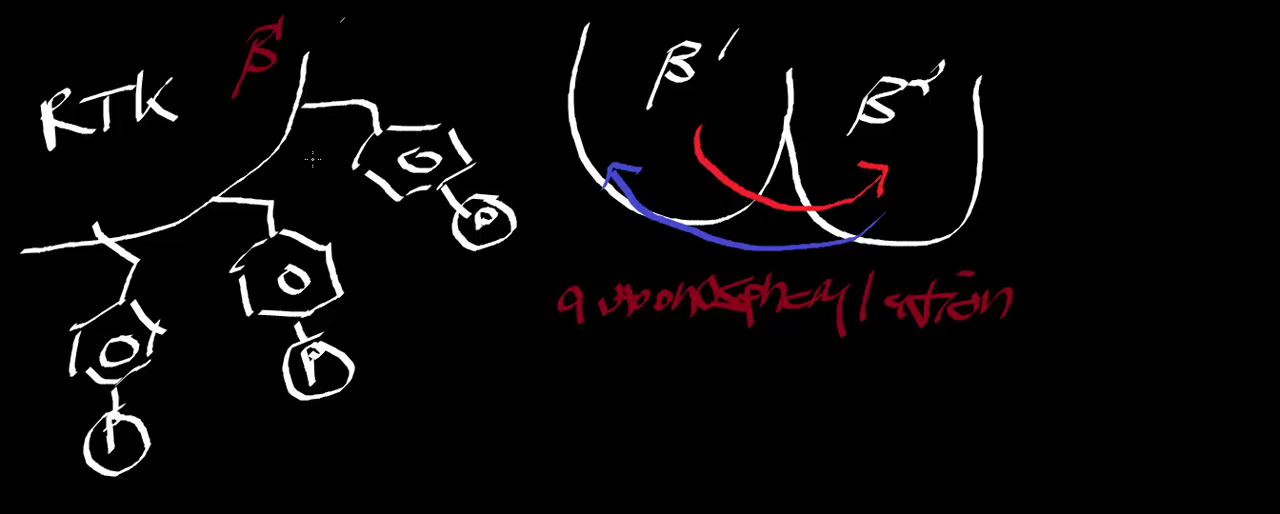 RTK
β
β'
β"
autophosphorylation
P
P
P